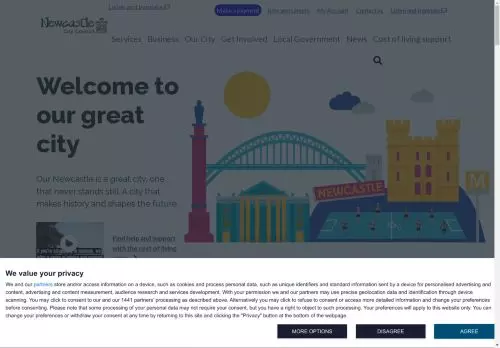 Make a payment
My Account
Contact Us
Newcastle
City Council
Services Business Our City Get Involved Local Government News Cost of living support
Welcome to
our great
city
Our Newcastle is a great city, one
that never stands still. A city that
makes history and shapes the future.
NEWCASTLE
M
Find help and support
with the cost of living
We value your privacy
We and our partners store and/or access information on a device, such as cookies and process personal data, such as unique identifiers and standard information sent by a device for personalised advertising and
content, advertising and content measurement, audience research and services development. With your permission we and our partners may use precise geolocation data and identification through device
scanning. You may click to consent to our and our 1441 partners' processing as described above. Alternatively you may click to refuse to consent or access more detailed information and change your preferences
before consenting. Please note that some processing of your personal data may not require your consent, but you have a right to object to such processing. Your preferences will apply to this website only. You can
change your preferences or withdraw your consent at any time by returning to this site and clicking the "Privacy" button at the bottom of the webpage.
MORE OPTIONS DISAGREE AGREE